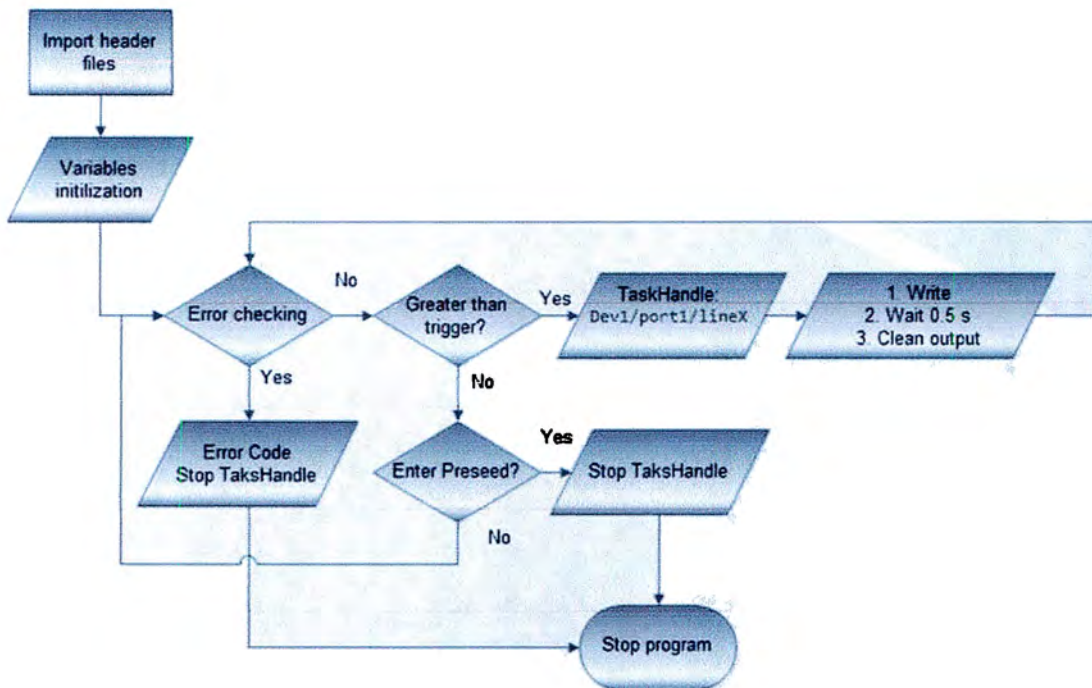 Import header
files
Variables
initilization
Error checking
No
Greater than
trigger?
Yes
TaskHandle:
Dev1/port1/lineX
1. Write
2. Wait 0.5 s
3. Clean output
Yes
No
Error Code
Stop TaksHandle
Enter Preseed?
Yes
Stop TaksHandle
No
Stop program